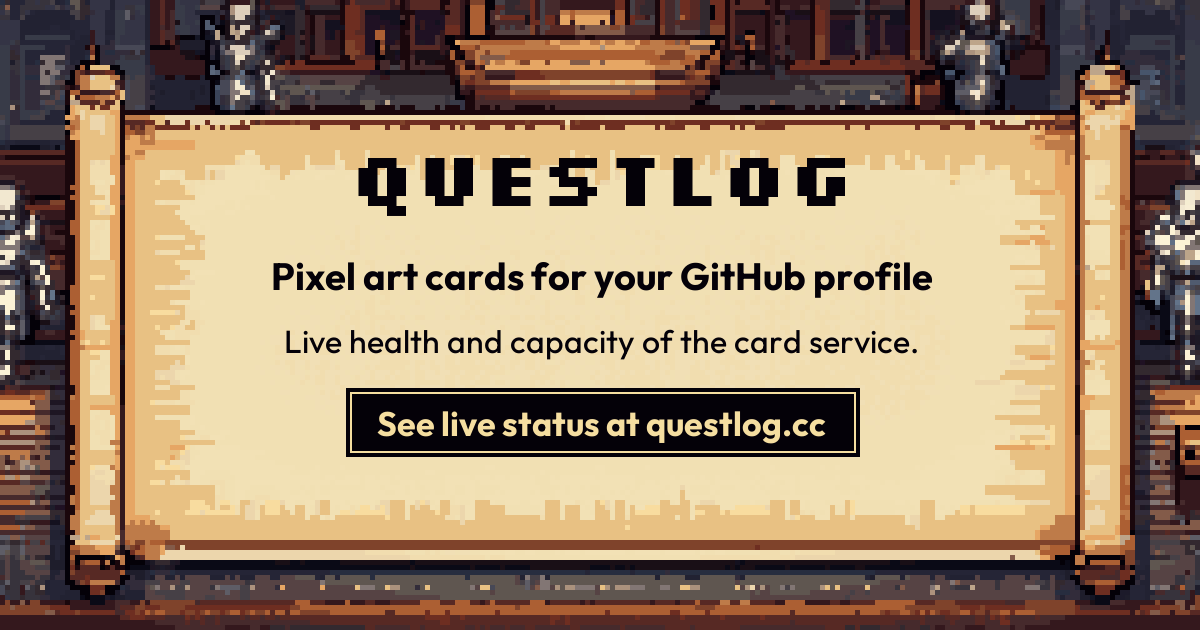 QUESTLOG
Pixel art cards for your GitHub profile
Live health and capacity of the card service.
See live status at questlog.cc